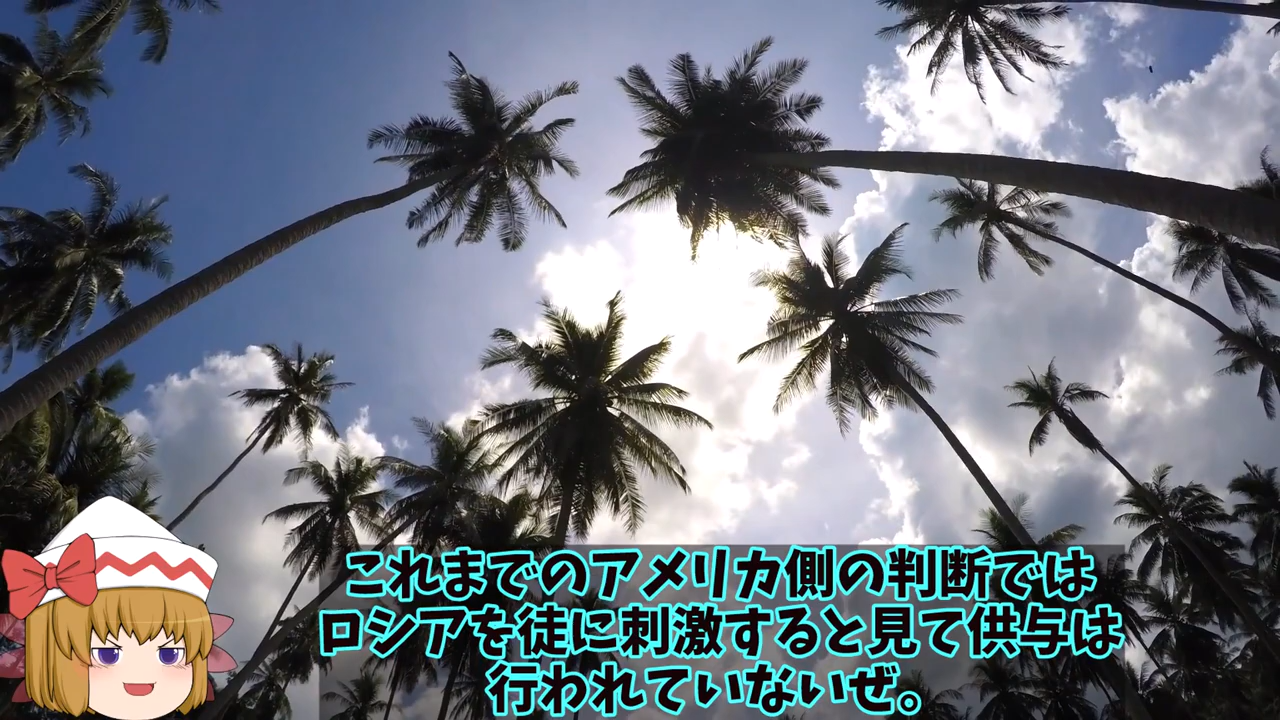 これまでのアメリカ側の判断では
ロシアを徒に刺激すると見て供与は
行われていないぜ。